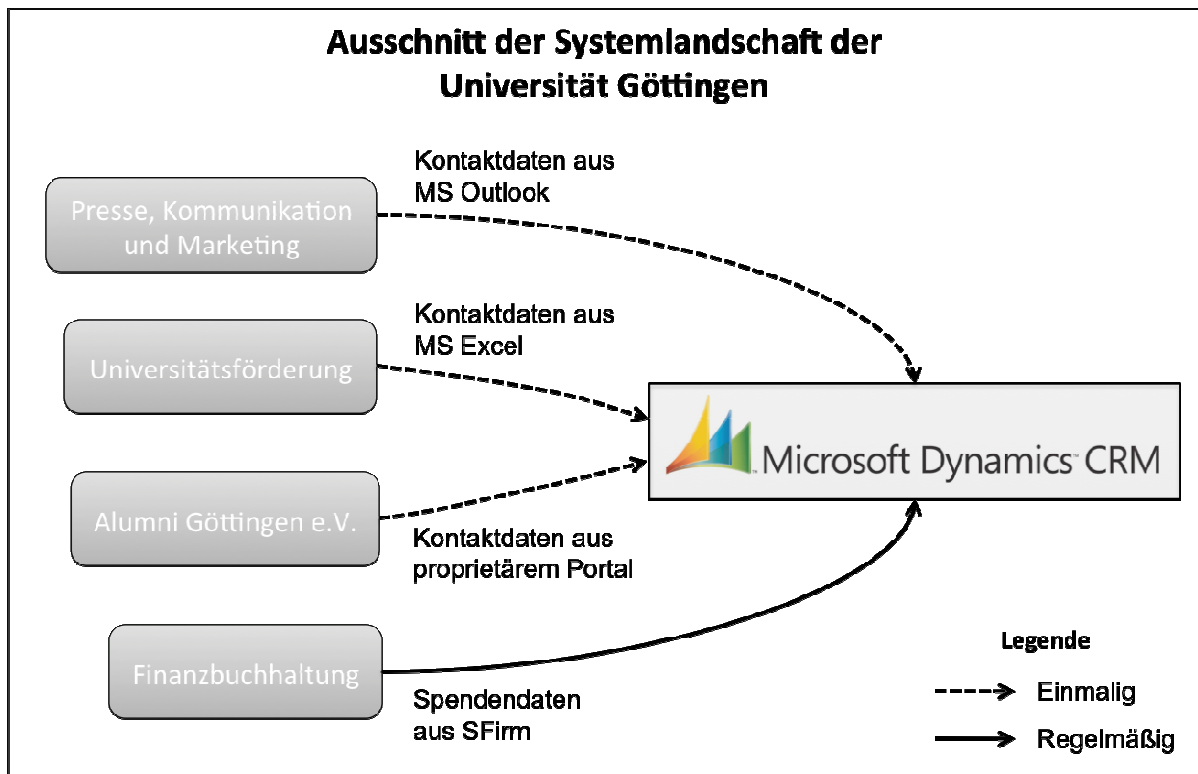 Ausschnitt der Systemlandschaft der
Universität Göttingen
Kontaktdaten aus
MS Outlook
Presse, Kommunikation
und Marketing
Kontaktdaten aus
MS Excel
Universitätsförderung
Microsoft Dynamics™ CRM
Alumni Göttingen e.V.
Kontaktdaten aus
proprietärem Portal
Finanzbuchhaltung
Spendendaten
aus SFirm
Legende
Einmalig
Regelmäßig